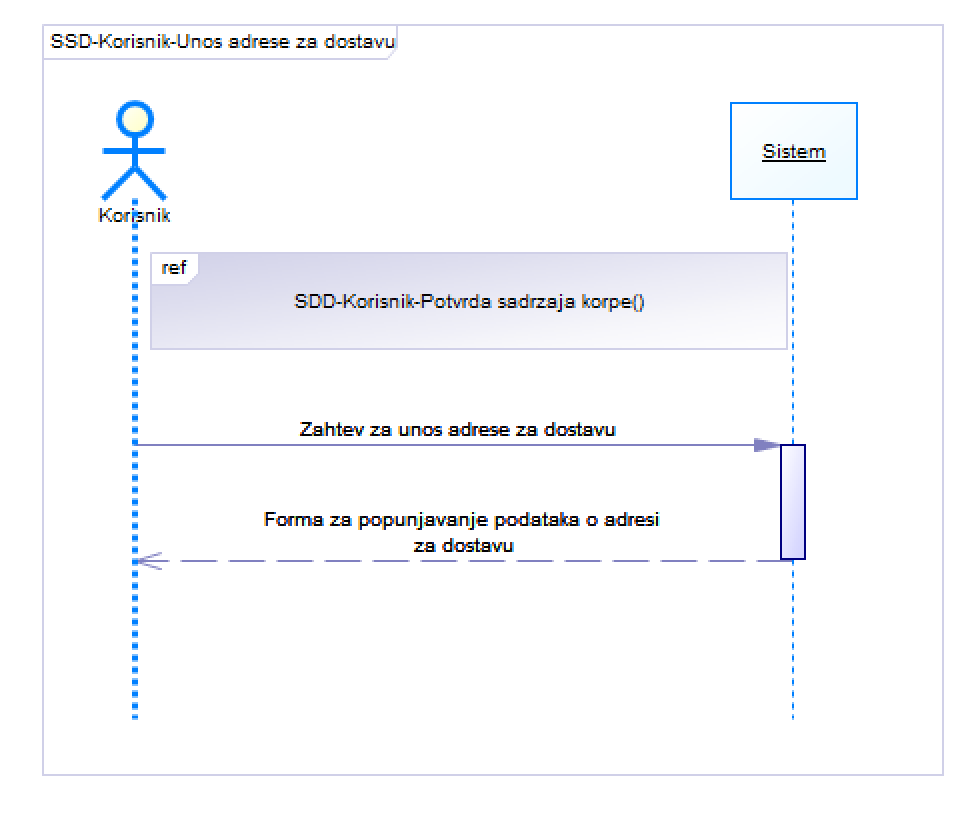 SSD-Korisnik-Unos adrese za dostavu
Korisnik
Sistem
ref
SDD-Korisnik-Potvrda sadrzaja korpe()
Zahtev za unos adrese za dostavu
Forma za popunjavanje podataka o adresi
za dostavu